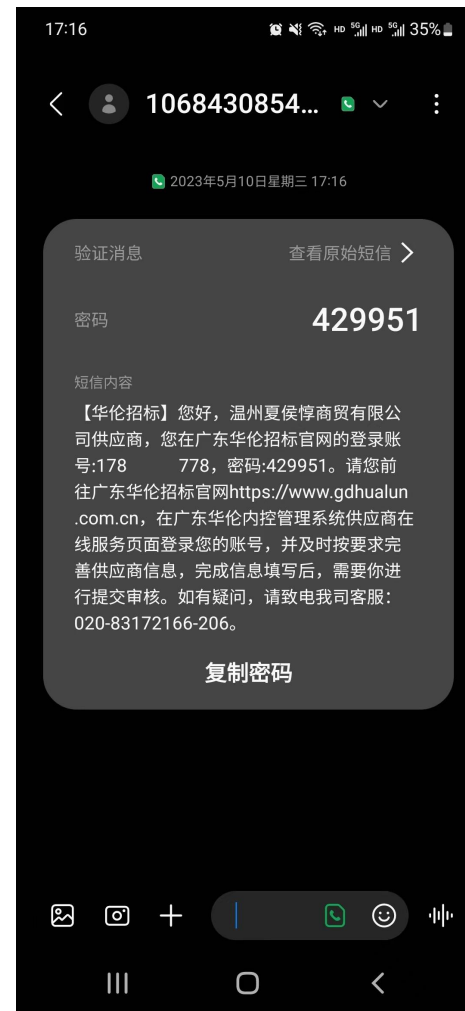 17:16
HD 5G HD 5G 35%
1068430854...
2023年5月10日星期三 17:16
验证消息 查看原始短信
密码 429951
短信内容
【华伦招标】您好，温州夏侯惇商贸有限公
司供应商，您在广东华伦招标官网的登录账
号:178 778，密码:429951。请您前
往广东华伦招标官网https://www.gdhualun
.com.cn，在广东华伦内控管理系统供应商在
线服务页面登录您的账号，并及时按要求完
善供应商信息，完成信息填写后，需要你进
行提交审核。如有疑问，请致电我司客服：
020-83172166-206。
复制密码